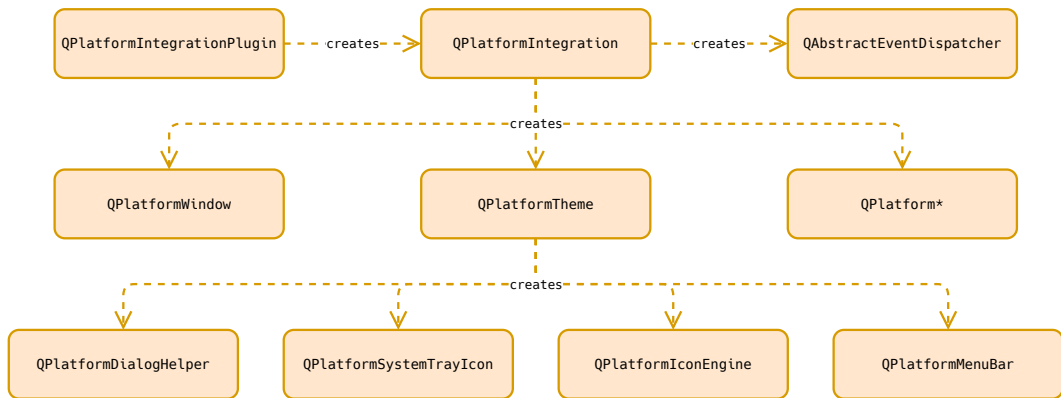 QPlatformIntegrationPlugin
creates
QPlatformIntegration
creates
QAbstractEventDispatcher
creates
QPlatformWindow
QPlatformTheme
QPlatform*
creates
QPlatformDialogHelper
QPlatformSystemTrayIcon
QPlatformIconEngine
QPlatformMenuBar